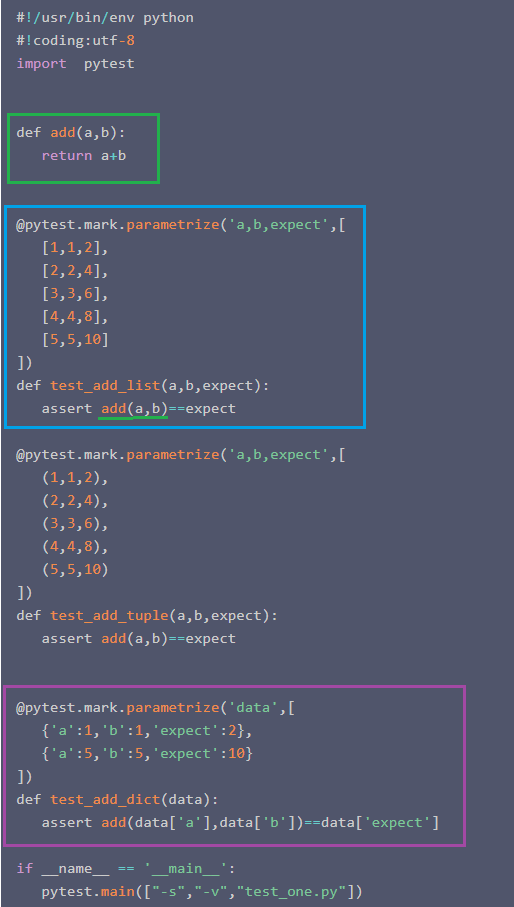 #!/usr/bin/env python
#!coding:utf-8
import  pytest
def add(a,b):
   return a+b
@pytest.mark.parametrize('a,b,expect',[
   [1,1,2],
   [2,2,4],
   [3,3,6],
   [4,4,8],
   [5,5,10]
])
def test_add_list(a,b,expect):
   assert add(a,b)==expect
@pytest.mark.parametrize('a,b,expect',[
   (1,1,2),
   (2,2,4),
   (3,3,6),
   (4,4,8),
   (5,5,10)
])
def test_add_tuple(a,b,expect):
   assert add(a,b)==expect
@pytest.mark.parametrize('data',[
   {'a':1,'b':1,'expect':2},
   {'a':5,'b':5,'expect':10}
])
def test_add_dict(data):
   assert add(data['a'],data['b'])==data['expect']
if __name__ == '__main__':
   pytest.main(["-s","-v","test_one.py"])